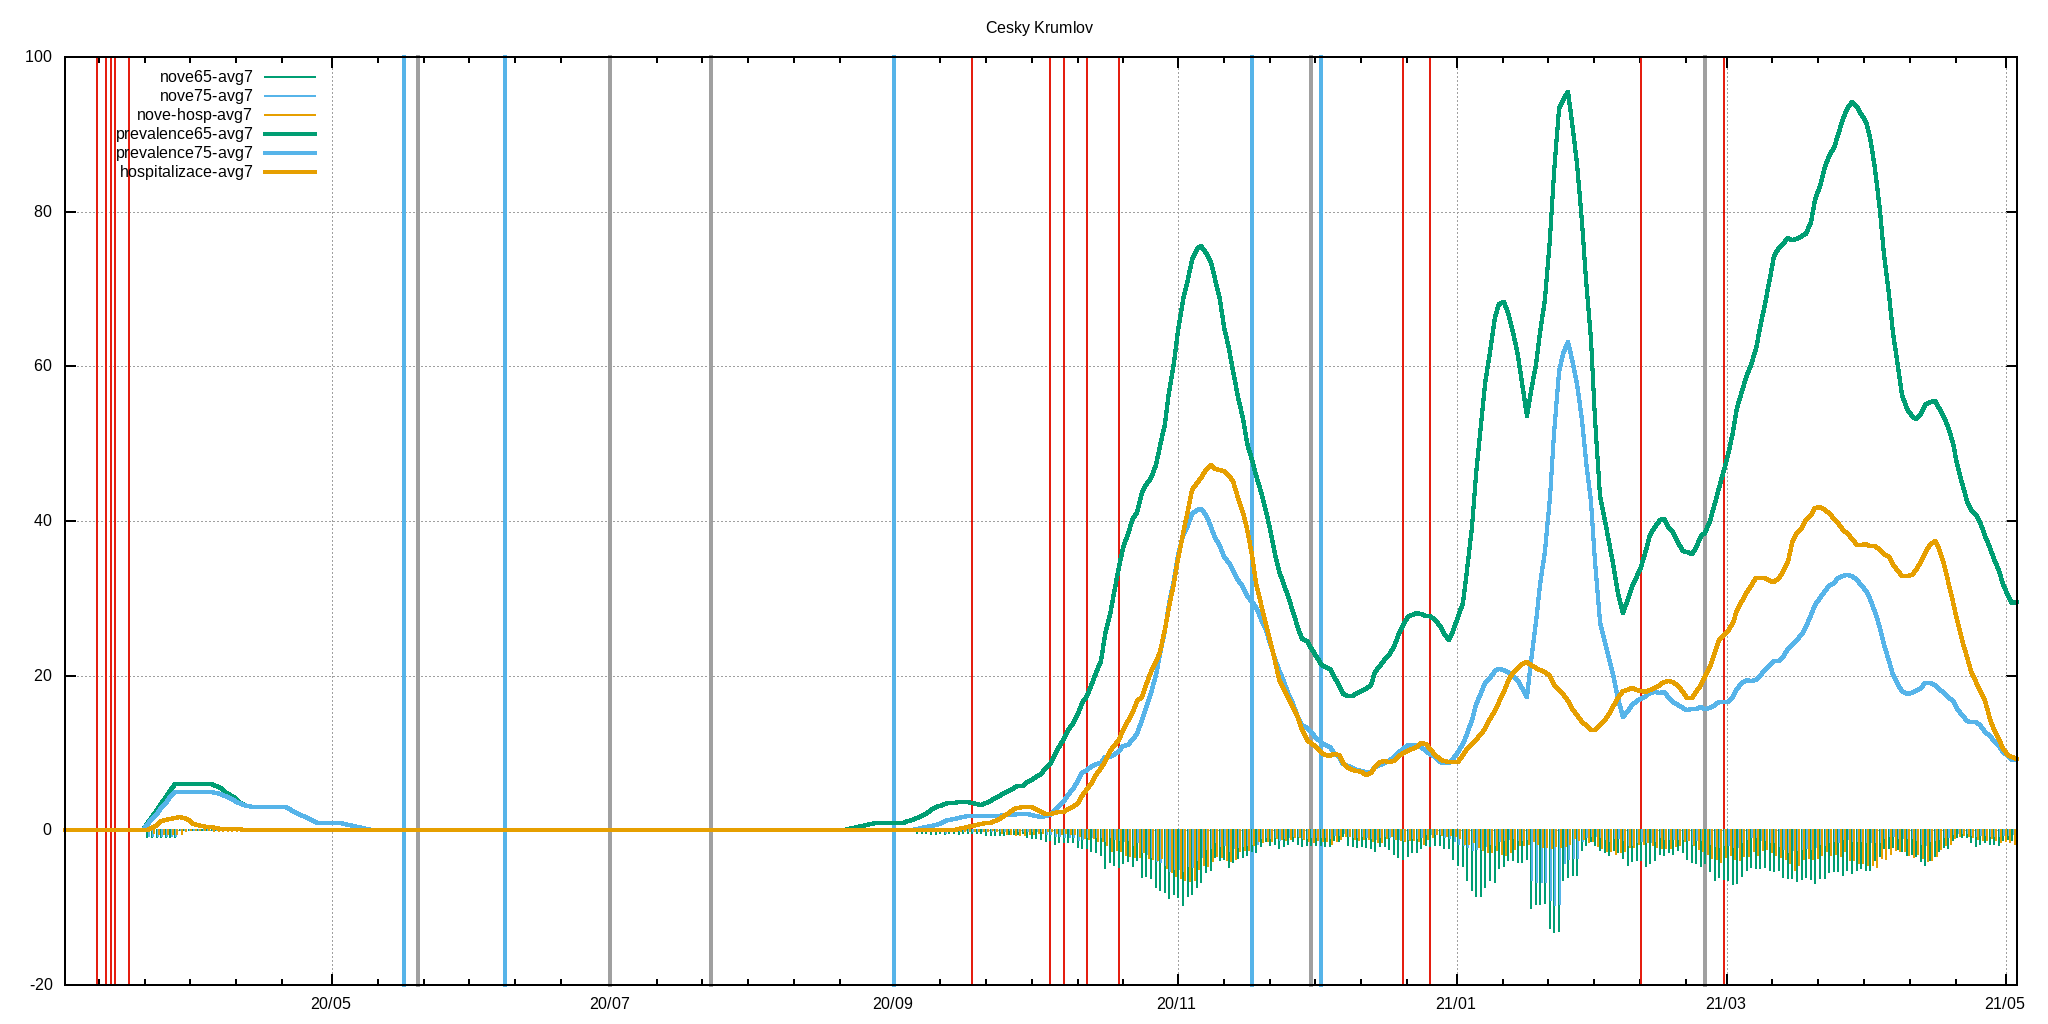 Cesky Krumlov
100
80
60
40
20
0
-20
nove65-avg7
nove75-avg7
nove-hosp-avg7
prevalence65-avg7
prevalence75-avg7
hospitalizace-avg7
20/05
20/07
20/09
20/11
21/01
21/03
21/05